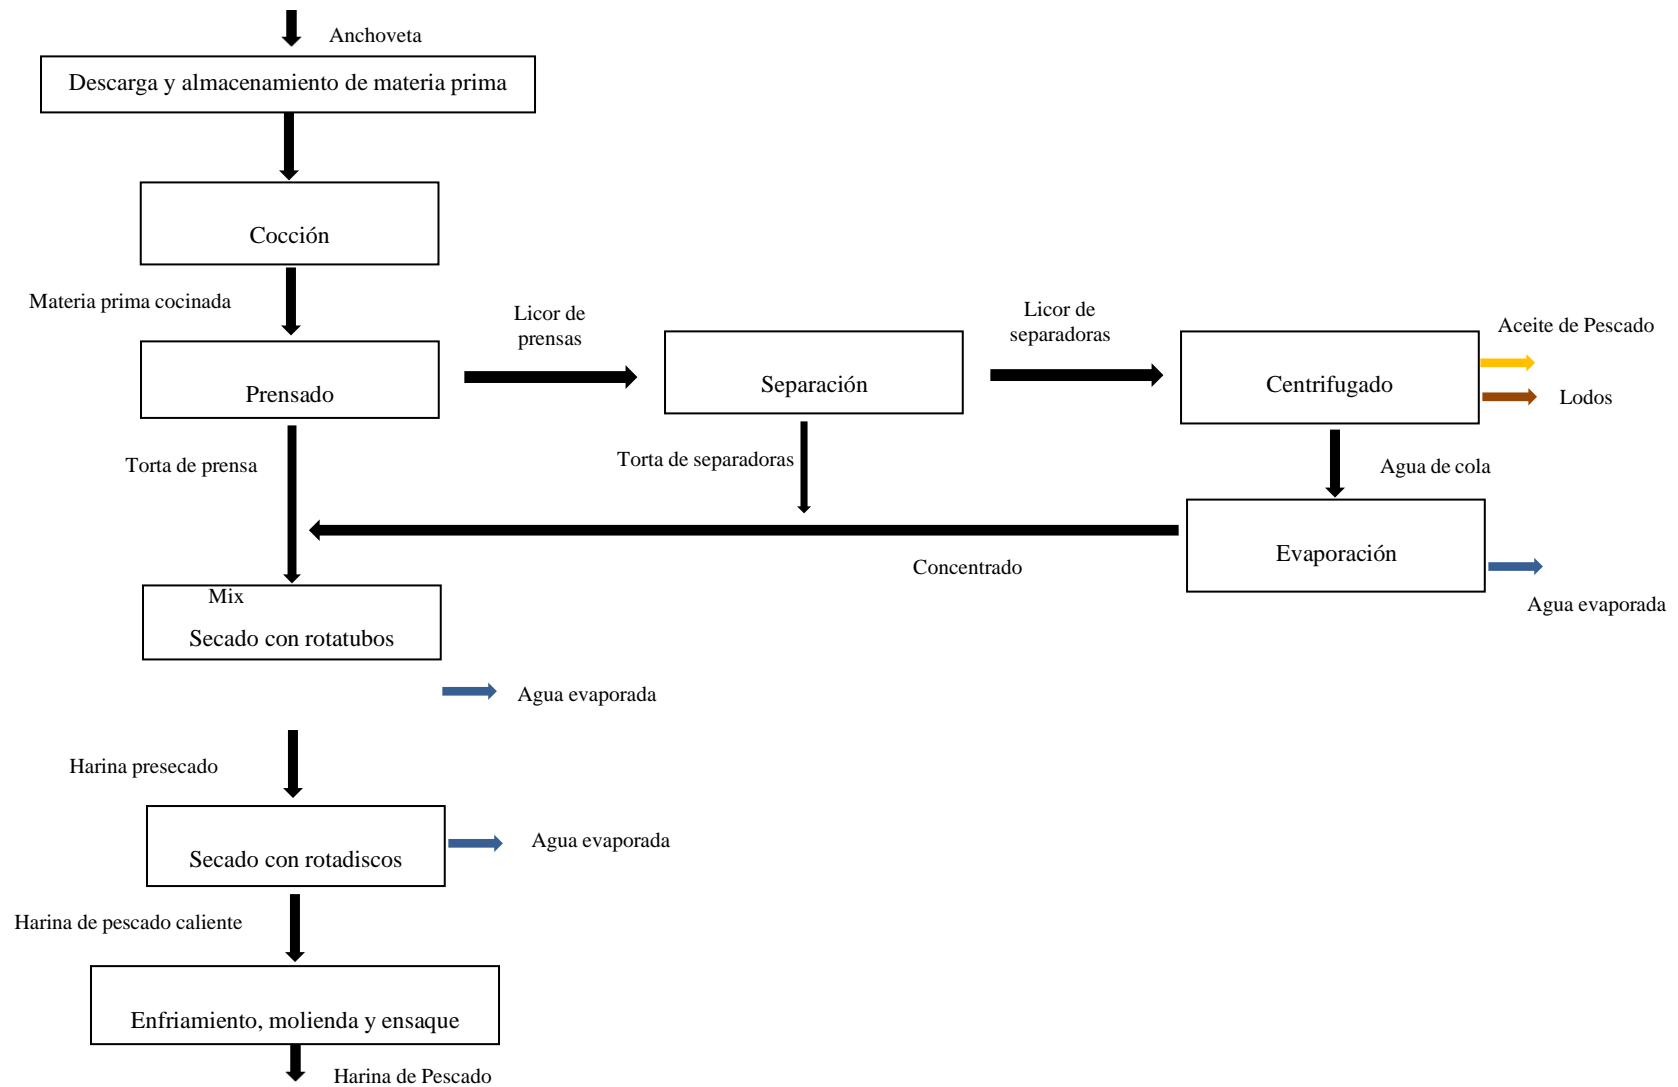 Anchoveta
Descarga y almacenamiento de materia prima
Cocción
Materia prima cocinada
Licor de
prensas
Licor de
separadoras
Aceite de Pescado
Prensado
Separación
Centrifugado
Lodos
Torta de prensa
Torta de separadoras
Agua de cola
Evaporación
Concentrado
Agua evaporada
Mix
Secado con rotatubos
Agua evaporada
Harina presecado
Secado con rotadiscos
Agua evaporada
Harina de pescado caliente
Enfriamiento, molienda y ensaque
Harina de Pescado